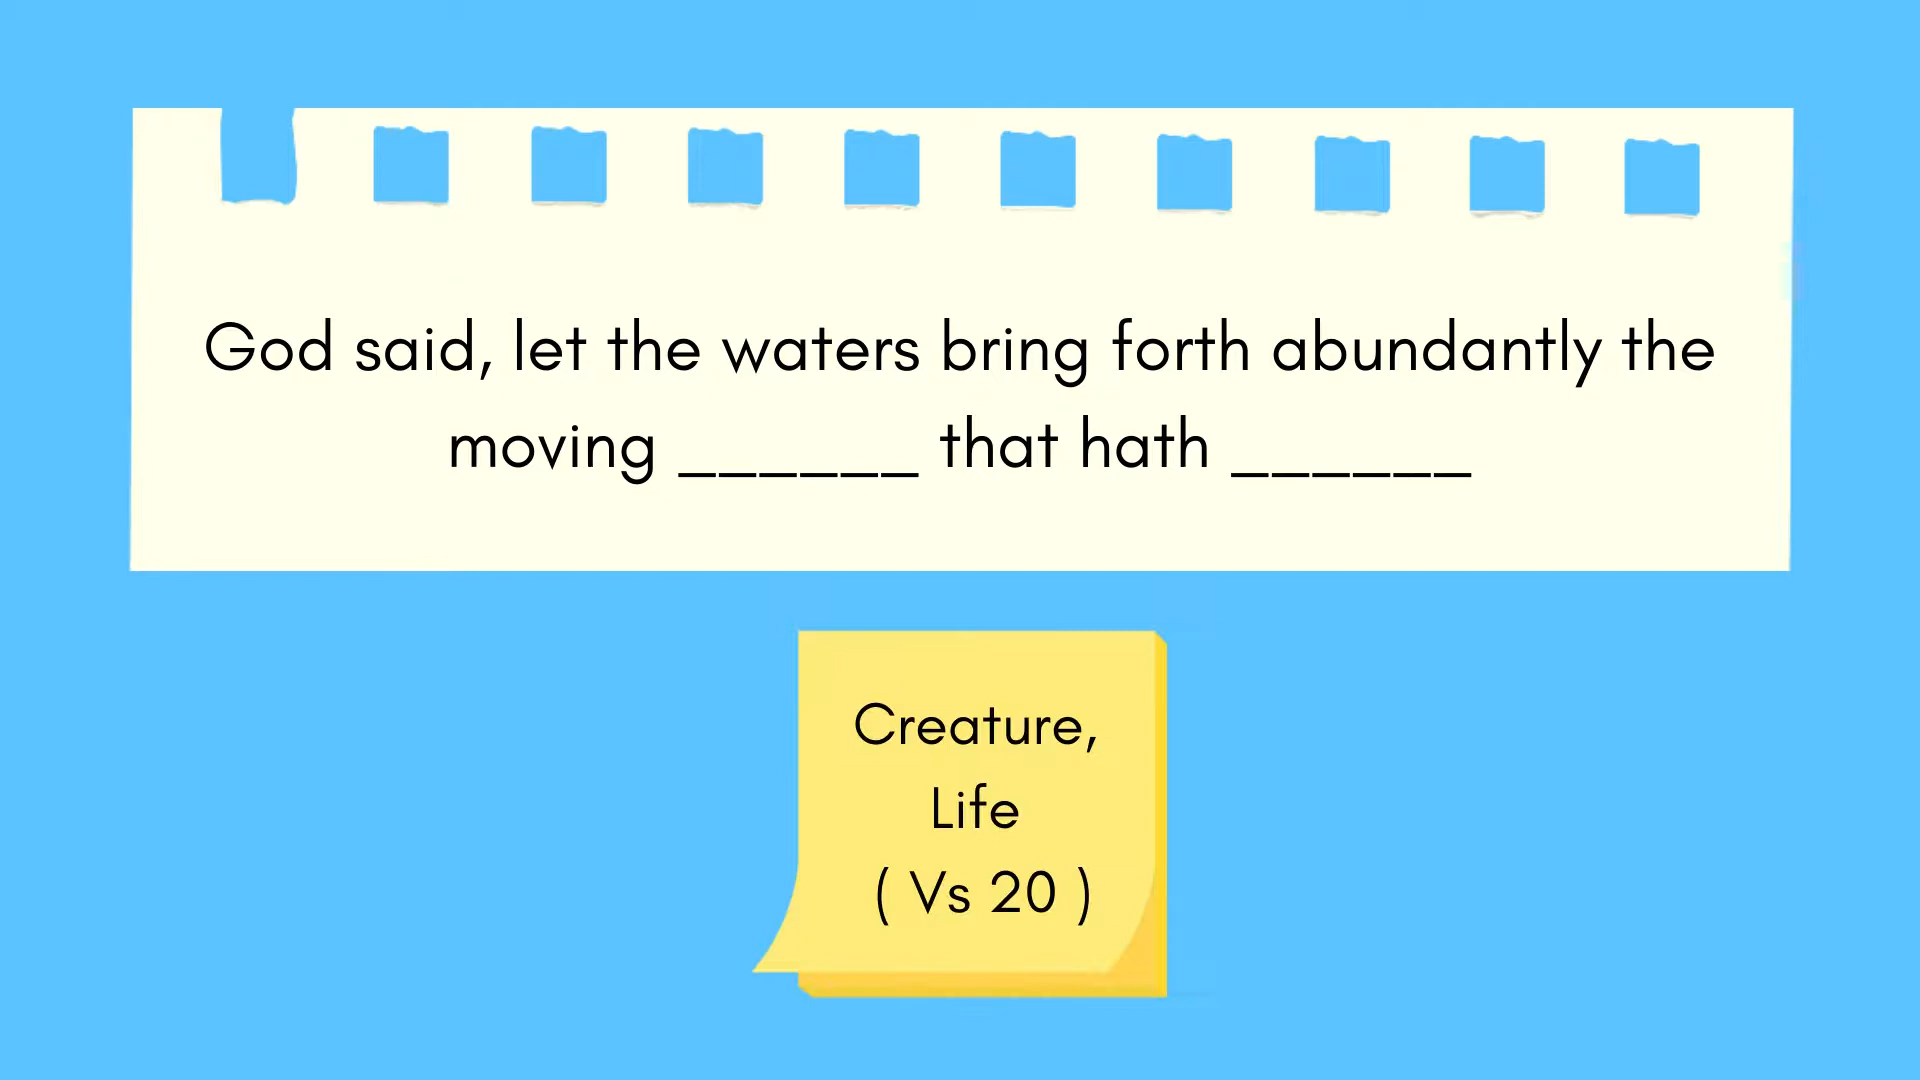 God said, let the waters bring forth abundantly the
moving ______ that hath ______
Creature,
Life
( Vs 20 )